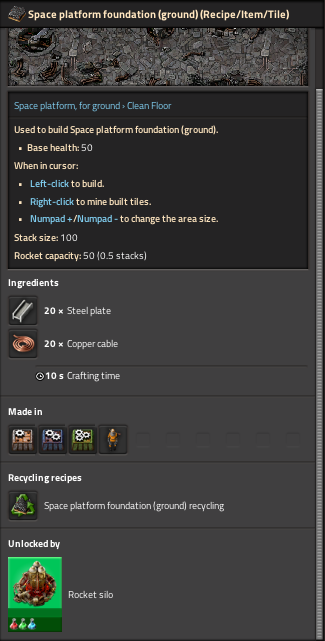 Space platform foundation (ground) (Recipe/Item/Tile)
Space platform, for ground › Clean Floor
Used to build Space platform foundation (ground).
• Base health: 50
When in cursor:
• Left-click to build.
• Right-click to mine built tiles.
• Numpad +/Numpad - to change the area size.
Stack size: 100
Rocket capacity: 50 (0.5 stacks)
Ingredients
20 × Steel plate
20 × Copper cable
10 s Crafting time
Made in
Recycling recipes
Space platform foundation (ground) recycling
Unlocked by
Rocket silo